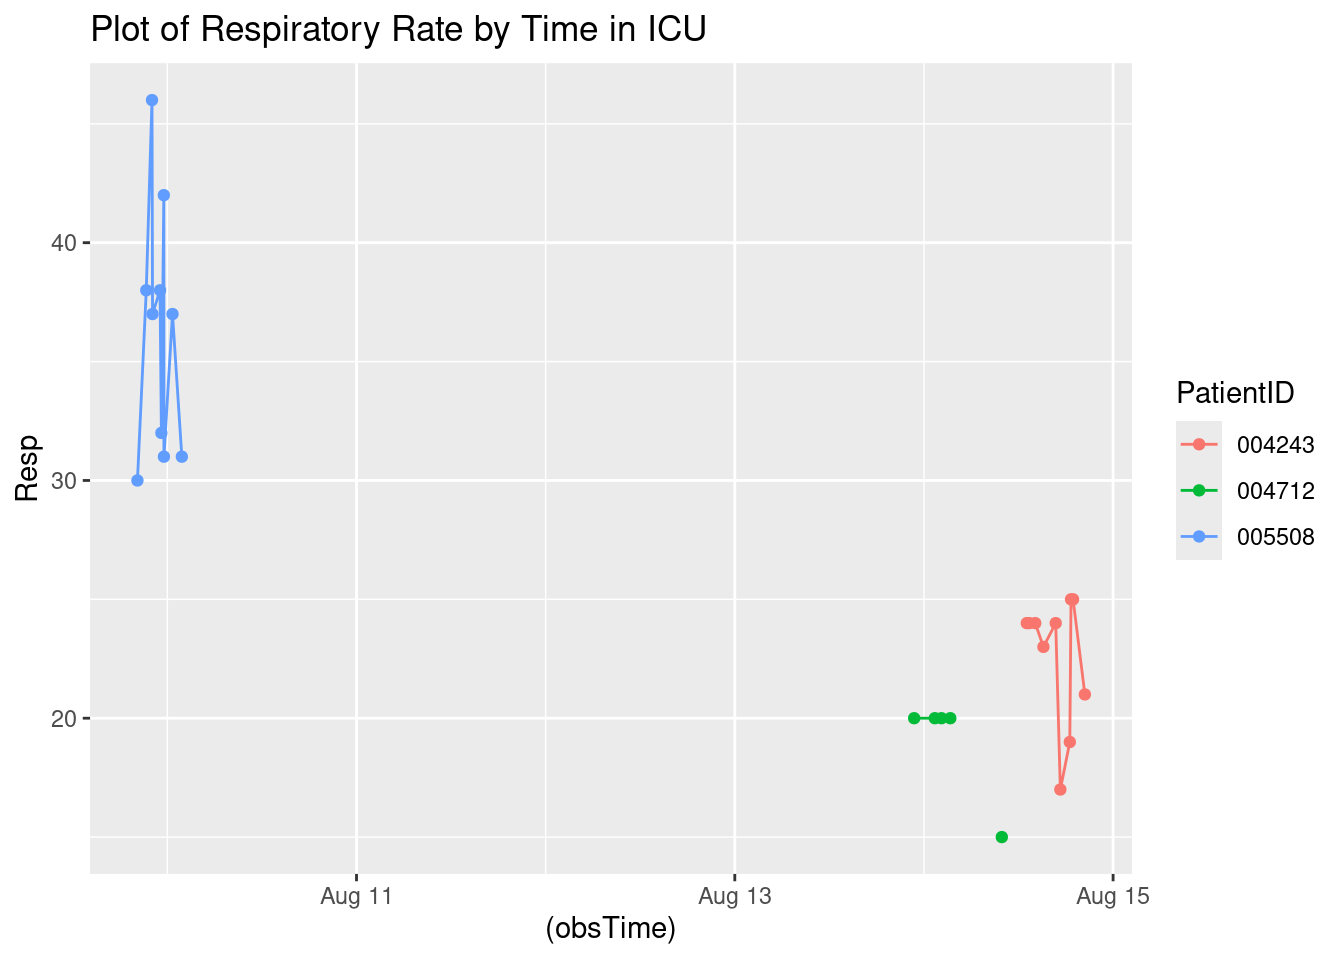 Plot of Respiratory Rate by Time in ICU
40
30
20
Resp
Aug 11
Aug 13
Aug 15
(obsTime)
PatientID
004243
004712
005508